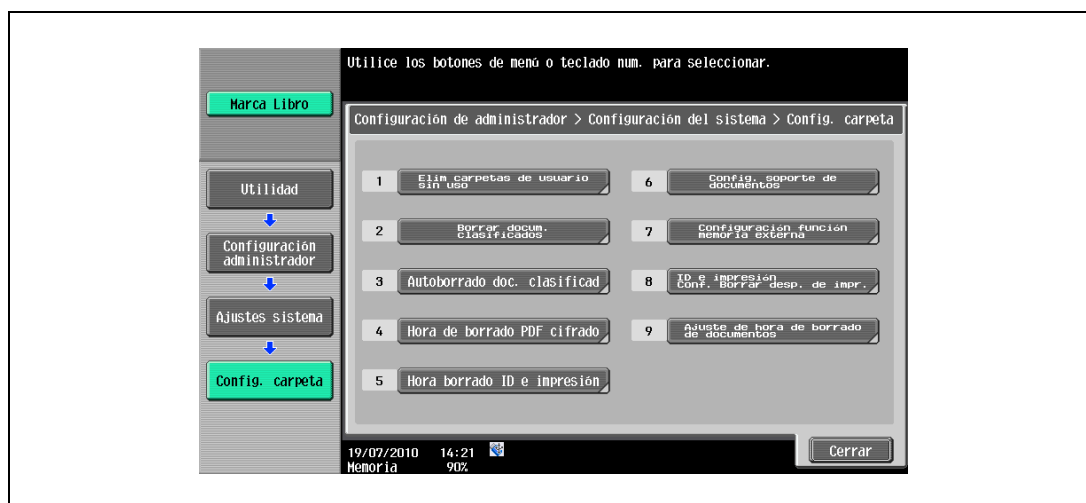 Utilice los botones de menú o teclado num. para seleccionar.
Marca Libro
Configuración de administrador > Configuración del sistema > Config. carpeta
Utilidad
Configuración
administrador
Ajustes sistema
Config. carpeta
1 Elim carpetas de usuario
sin uso
2 Borrar docum.
clasificados
3 Autoborrado doc. clasificad
4 Hora de borrado PDF cifrado
5 Hora borrado ID e impresión
6 Config. soporte de
documentos
7 Configuración función
memoria externa
8 ID e impresión
Conf. Borrar desp. de impr.
9 Ajuste de hora de borrado
de documentos
19/07/2010 14:21
Memoria 90%
Cerrar